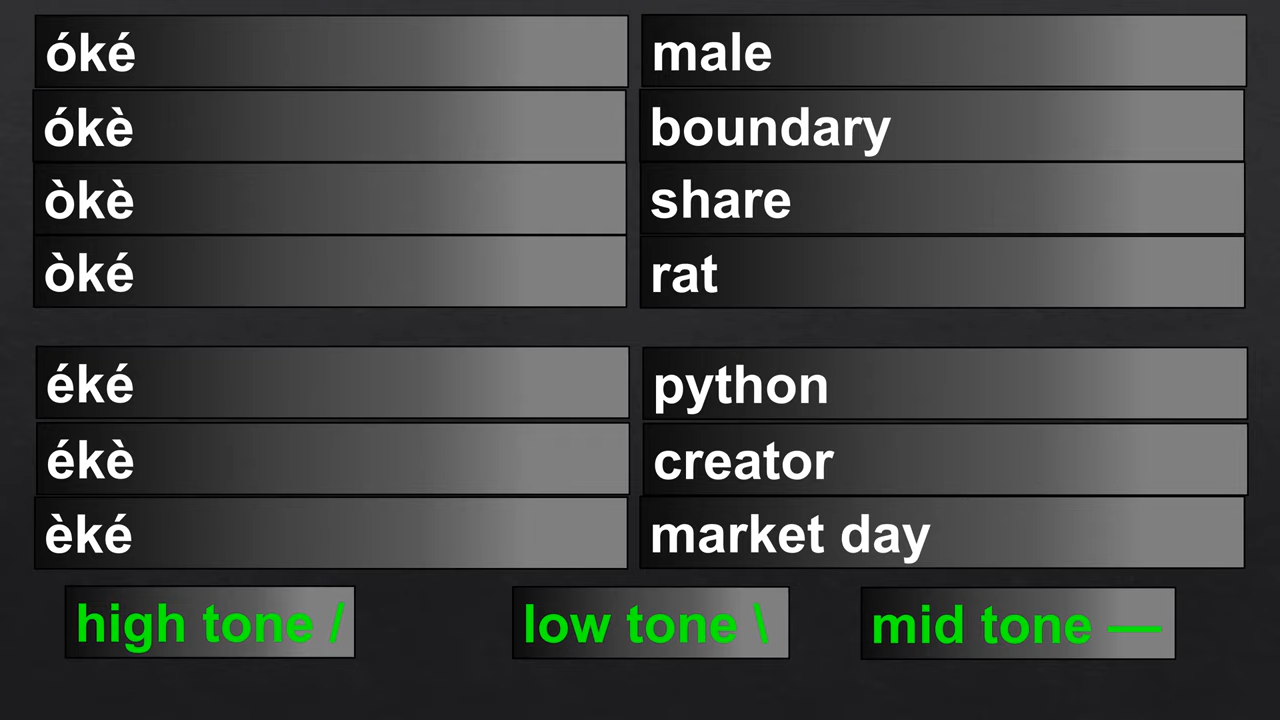 óké male
ókè boundary
òkè share
òké rat
éké python
ékè creator
èké market day
high tone / low tone \ mid tone —